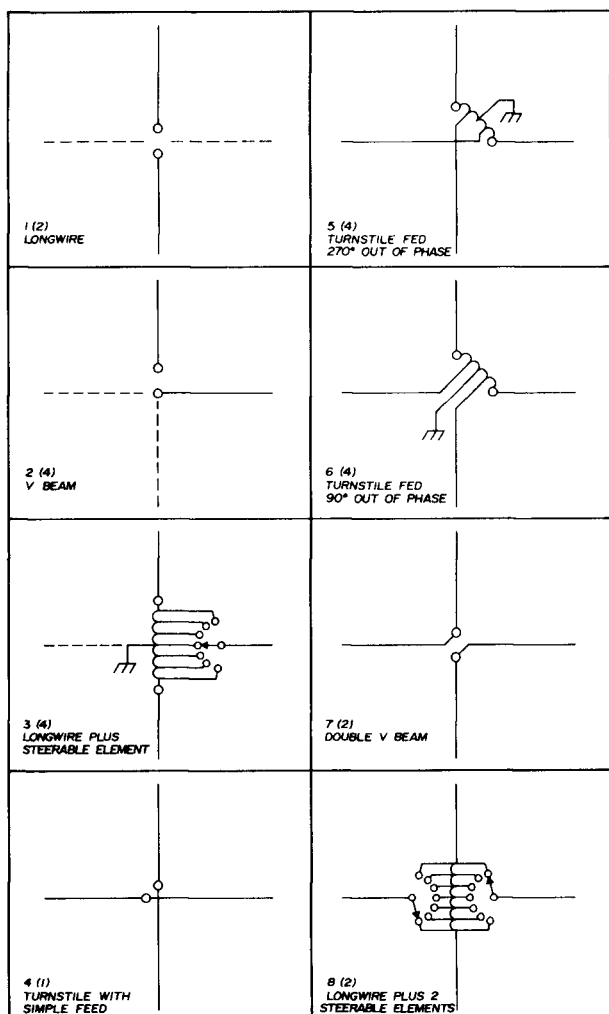 1 (2)
LONGWIRE
5 (4)
TURNSTILE FED
270° OUT OF PHASE
2 (4)
V BEAM
6 (4)
TURNSTILE FED
90° OUT OF PHASE
3 (4)
LONGWIRE PLUS
STEERABLE ELEMENT
7 (2)
DOUBLE V BEAM
4 (1)
TURNSTILE WITH
SIMPLE FEED
8 (2)
LONGWIRE PLUS 2
STEERABLE ELEMENTS